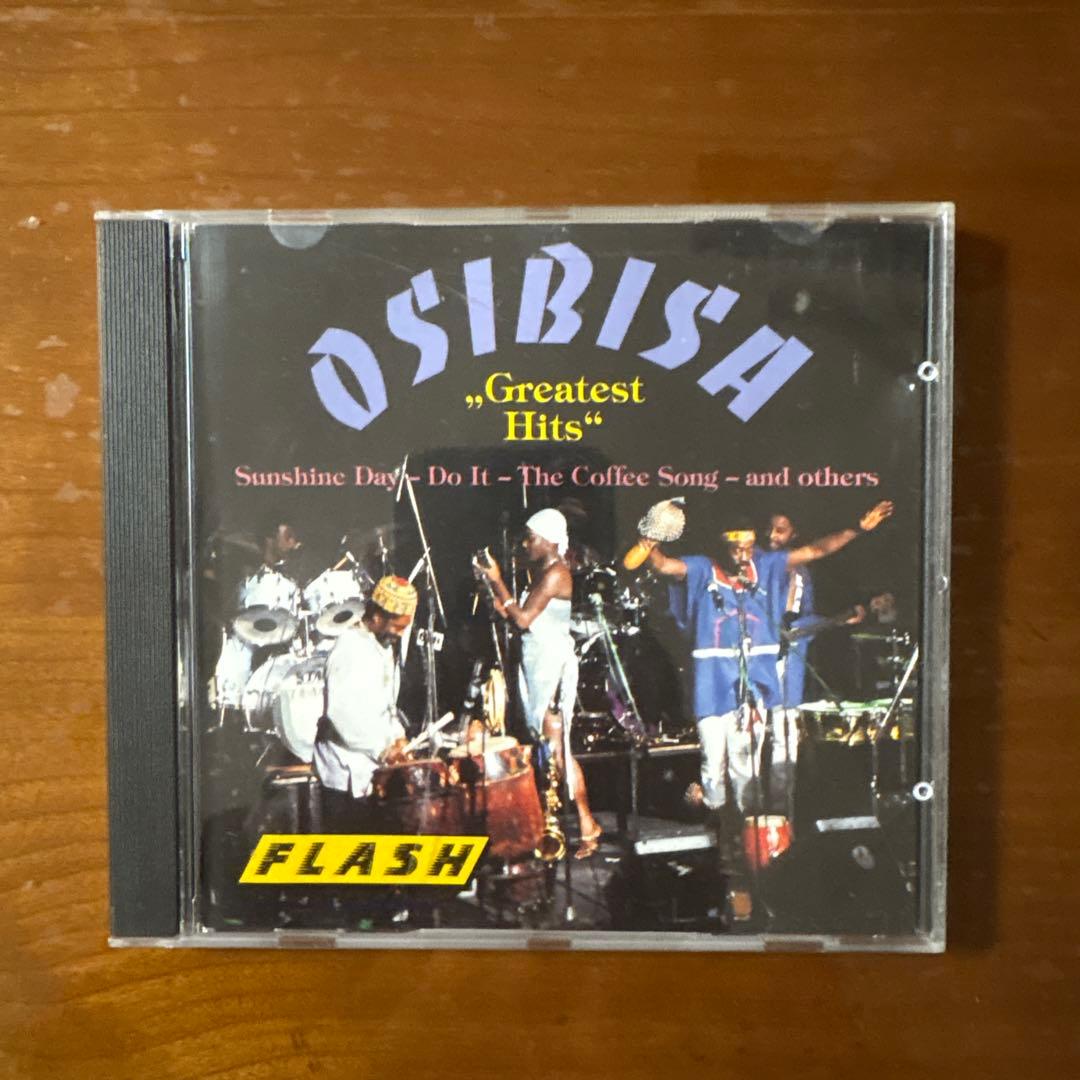 OSIBISA
„Greatest
Hits“
Sunshine Day – Do It – The Coffee Song – and others
FLASH